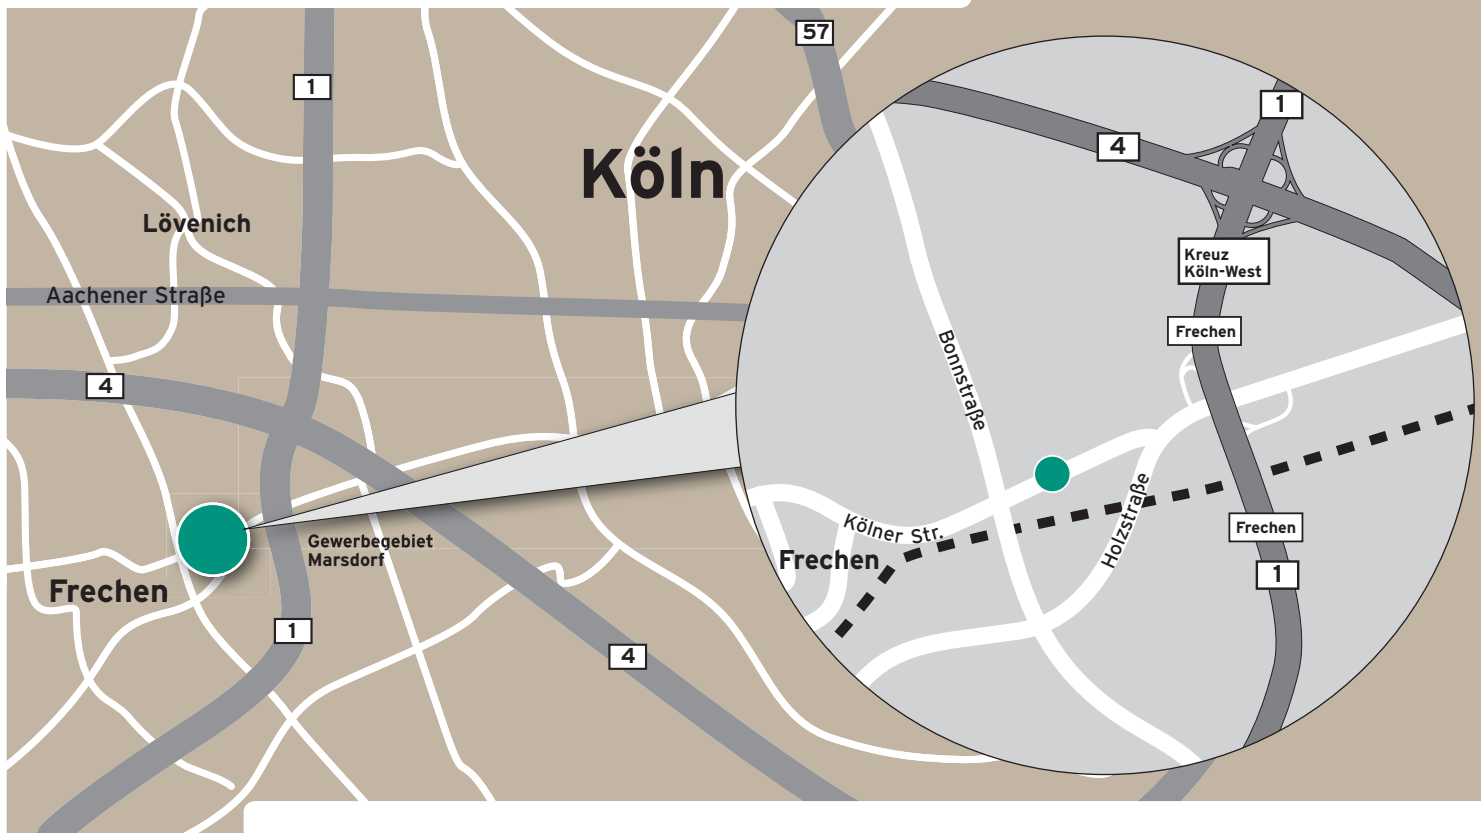 57
1
Köln
Lövenich
Aachener Straße
4
Gewerbegebiet
Marsdorf
Frechen
1
4
1
4
Kreuz
Köln-West
Frechen
Bonnstraße
Holzstraße
Kölner Str.
Frechen
Frechen
1